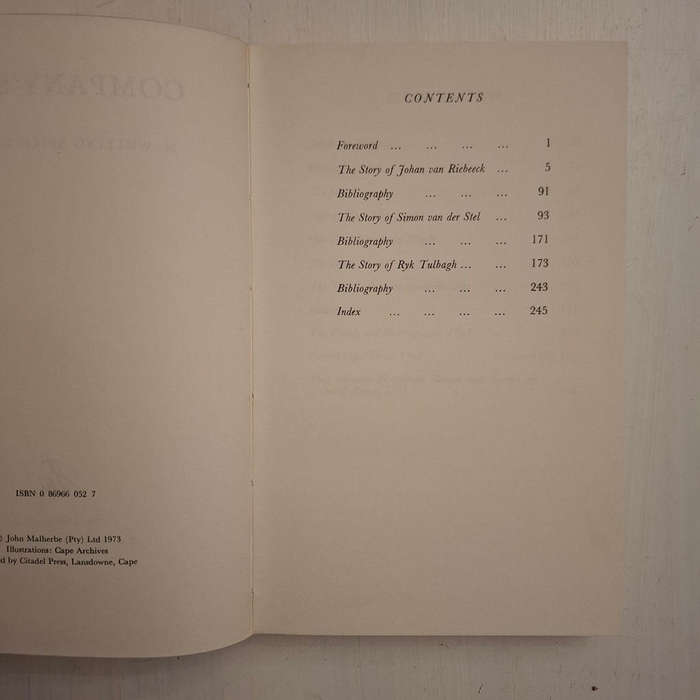 ISBN 0 86966 052 7
John Malherbe (Pty) Ltd 1973
Illustrations: Cape Archives
by Citadel Press, Lansdowne, Cape
CONTENTS
Foreword ... ... ... ... 1
The Story of Johan van Riebeeck ... 5
Bibliography ... ... ... 91
The Story of Simon van der Stel ... 93
Bibliography ... ... ... 171
The Story of Ryk Tulbagh ... ... 173
Bibliography ... ... ... 243
Index ... ... ... ... 245